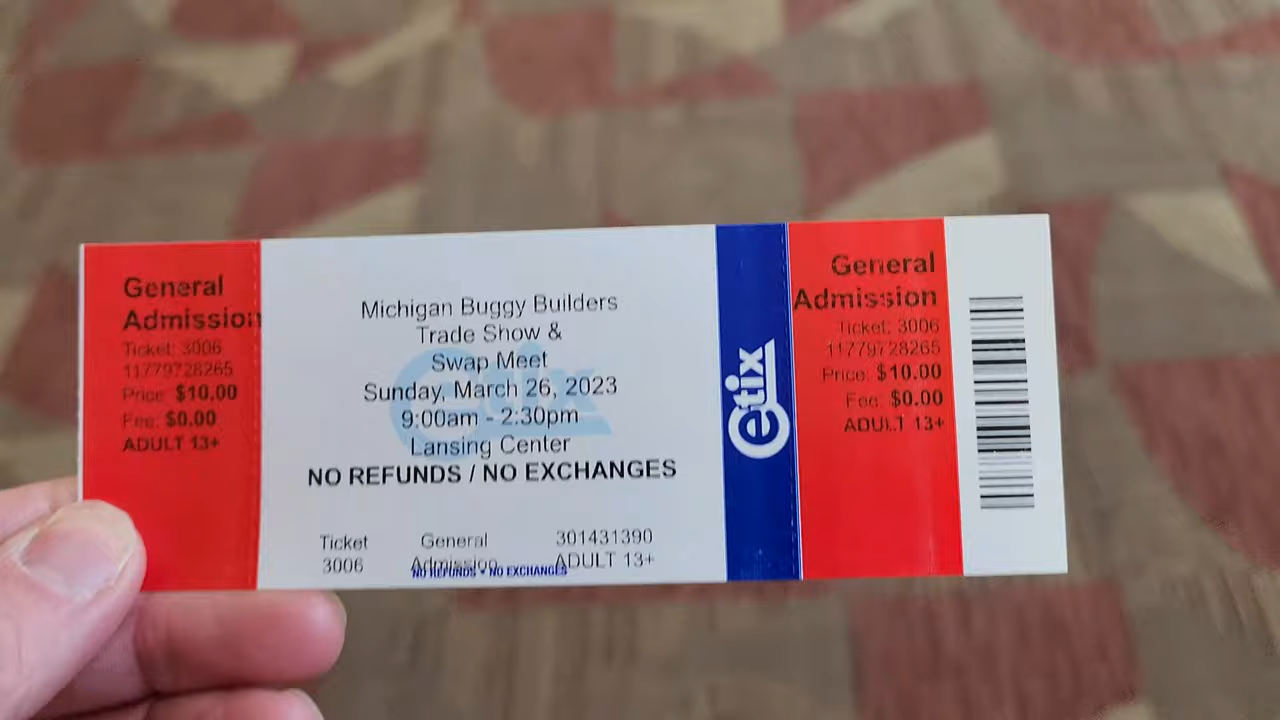 General
Admission
Ticket: 3006
11779728265
Price: $10.00
Fee: $0.00
ADULT 13+
Michigan Buggy Builders
Trade Show &
Swap Meet
Sunday, March 26, 2023
9:00am - 2:30pm
Lansing Center
NO REFUNDS / NO EXCHANGES
Ticket General 301431390
3006 Admission ADULT 13+
NO REFUNDS • NO EXCHANGES
etix
General
Admission
Ticket: 3006
11779728265
Price: $10.00
Fee: $0.00
ADULT 13+